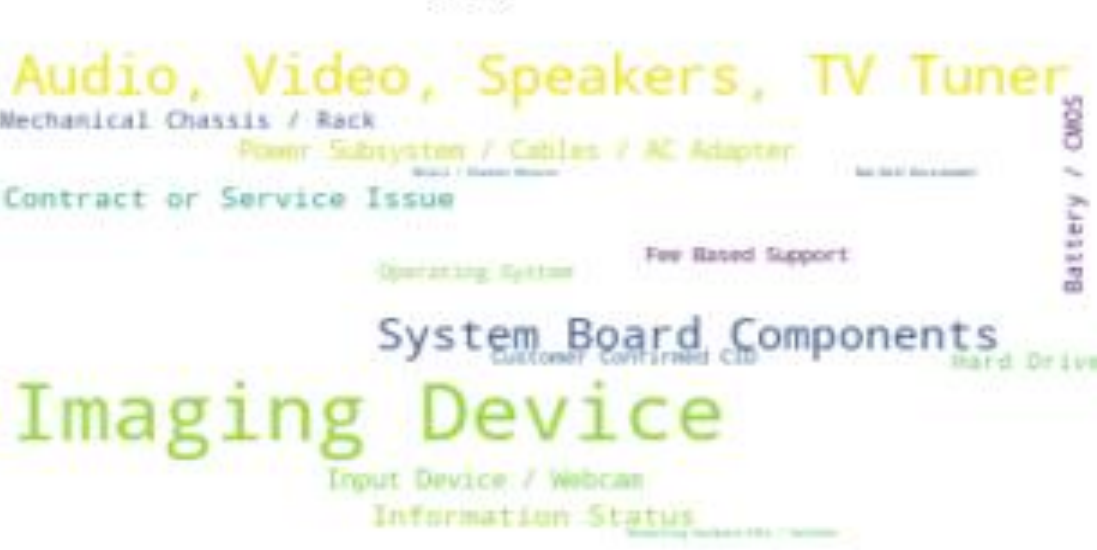 Audio, Video, Speakers, TV Tuner
Mechanical Chassis / Rack
Battery / CMOS
Power Subsystem / Cables / AC Adapter
Contract or Service Issue
Fee Based Support
Operating System
System Board Components
Customer Confirmed CID
Hard Drive
Imaging Device
Input Device / Webcam
Information Status